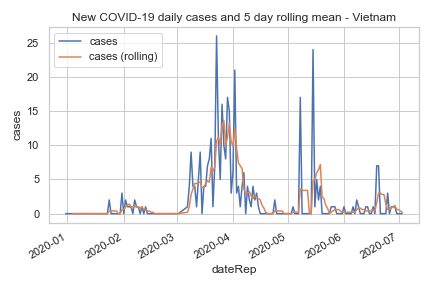 New COVID-19 daily cases and 5 day rolling mean - Vietnam
cases
cases (rolling)
cases
25
20
15
10
5
0
2020-01
2020-02
2020-03
2020-04
2020-05
2020-06
2020-07
dateRep